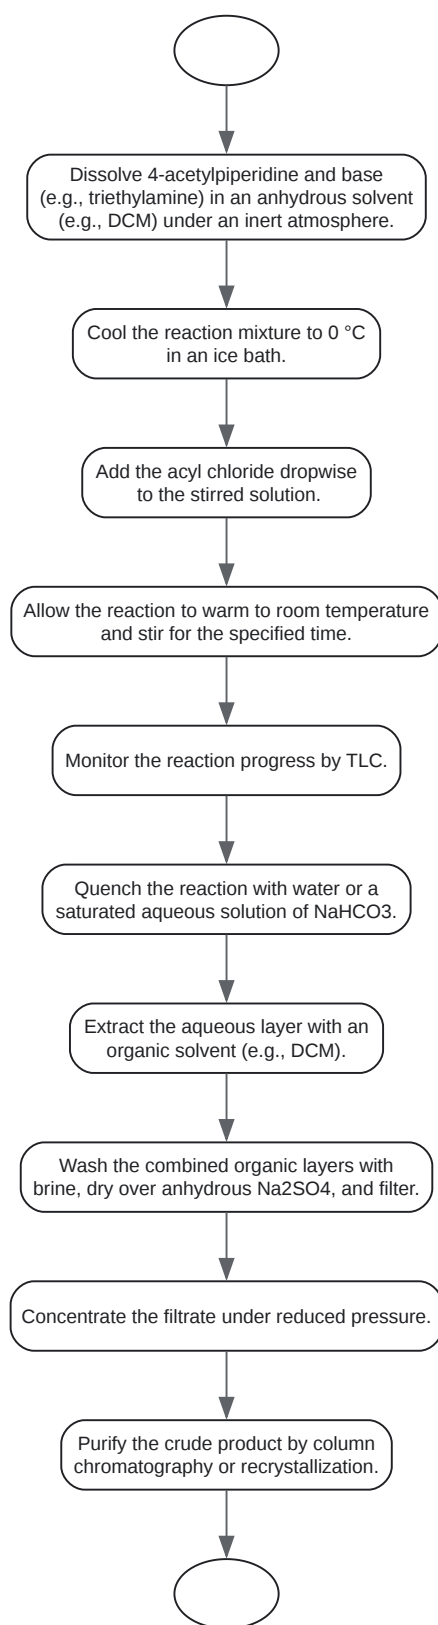 Dissolve 4-acetylpiperidine and base
(e.g., triethylamine) in an anhydrous solvent
(e.g., DCM) under an inert atmosphere.
Cool the reaction mixture to 0 °C
in an ice bath.
Add the acyl chloride dropwise
to the stirred solution.
Allow the reaction to warm to room temperature
and stir for the specified time.
Monitor the reaction progress by TLC.
Quench the reaction with water or a
saturated aqueous solution of NaHCO3.
Extract the aqueous layer with an
organic solvent (e.g., DCM).
Wash the combined organic layers with
brine, dry over anhydrous Na2SO4, and filter.
Concentrate the filtrate under reduced pressure.
Purify the crude product by column
chromatography or recrystallization.